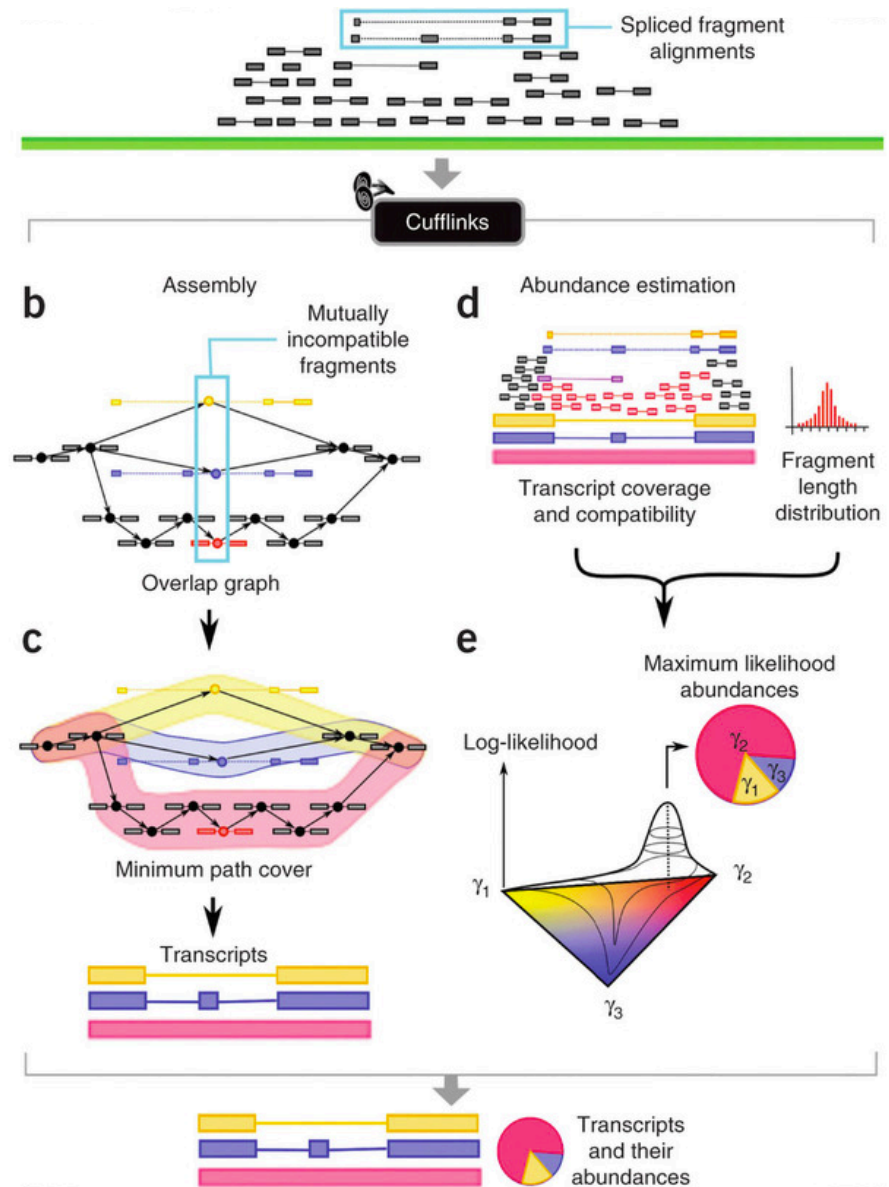 Spliced fragment
alignments
Cufflinks
b
Assembly
Mutually
incompatible
fragments
Overlap graph
c
Minimum path cover
Transcripts
d
Abundance estimation
Transcript coverage
and compatibility
Fragment
length
distribution
e
Maximum likelihood
abundances
Log-likelihood
γ2
γ3
γ1
γ1
γ2
γ3
Transcripts
and their
abundances